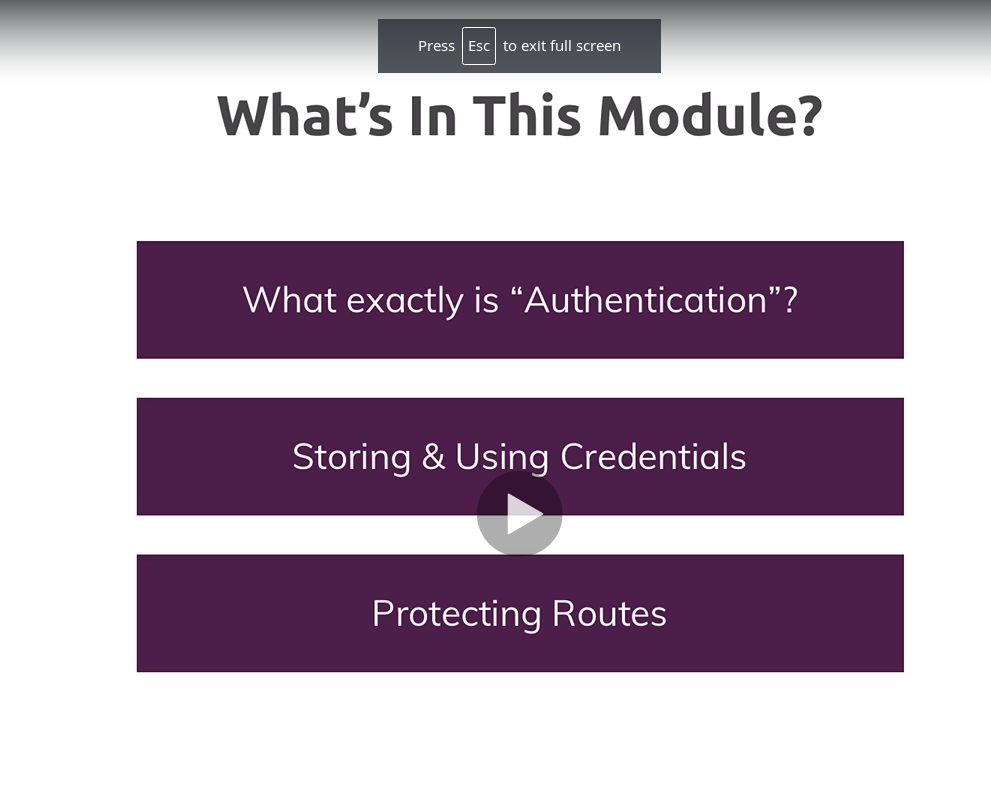 Press Esc to exit full screen
What’s In This Module?
What exactly is “Authentication”?
Storing & Using Credentials
Protecting Routes